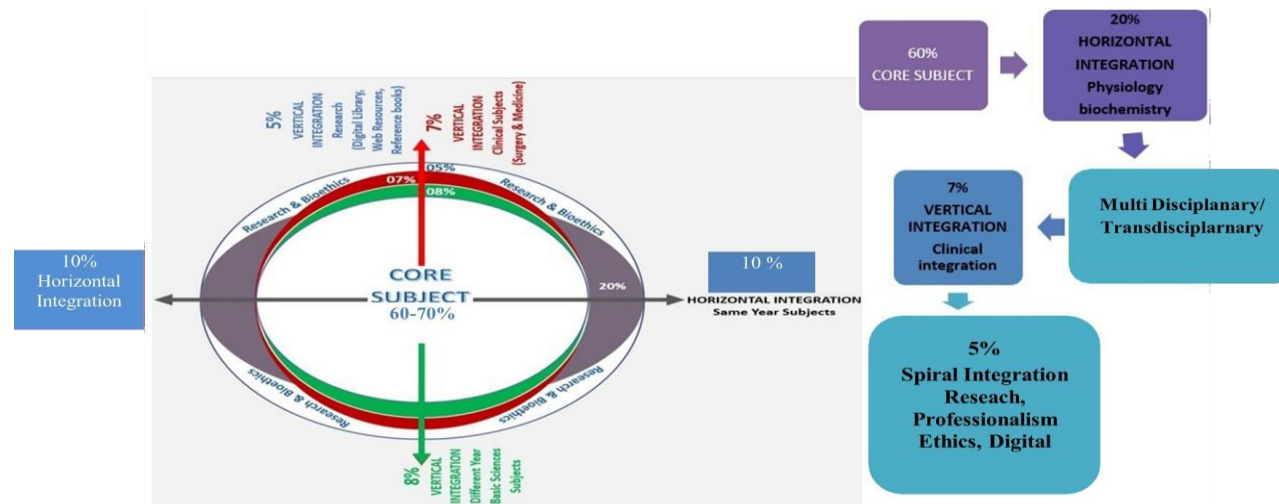 5%
VERTICAL
INTEGRATION
Research
(Digital Library,
Web Resources,
Reference books)
7%
VERTICAL
INTEGRATION
Clinical Subjects
(Surgery & Medicine)
05%
07%
08%
Research & Bioethics
Research & Bioethics
10%
Horizontal
Integration
CORE
SUBJECT
60-70%
20%
10 %
HORIZONTAL INTEGRATION
Same Year Subjects
Research & Bioethics
Research & Bioethics
8%
VERTICAL
INTEGRATION
Different Year
Basic Sciences
Subjects
60%
CORE SUBJECT
20%
HORIZONTAL
INTEGRATION
Physiology
biochemistry
Multi Disciplanary/
Transdisciplarnary
7%
VERTICAL
INTEGRATION
Clinical
integration
5%
Spiral Integration
Reseach,
Professionalism
Ethics, Digital